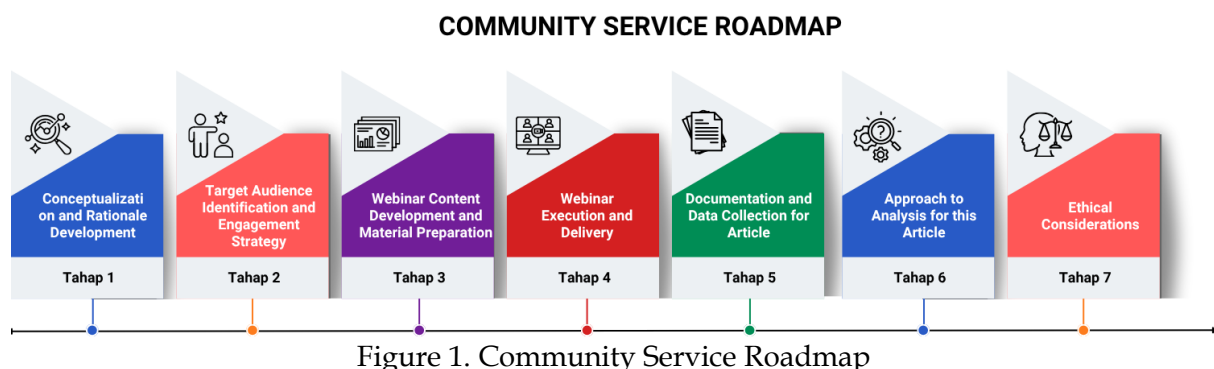 COMMUNITY SERVICE ROADMAP
Conceptualizati
on and Rationale
Development
Tahap 1
Target Audience
Identification and
Engagement
Strategy
Tahap 2
Webinar Content
Development and
Material Preparation
Tahap 3
Webinar
Execution and
Delivery
Tahap 4
Documentation and
Data Collection for
Article
Tahap 5
Approach to
Analysis for this
Article
Tahap 6
Ethical
Considerations
Tahap 7
Figure 1. Community Service Roadmap